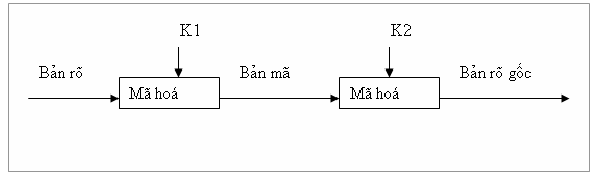 K1 K2
Bản rõ Bản mã Bản rõ gốc
Mã hoá Mã hoá